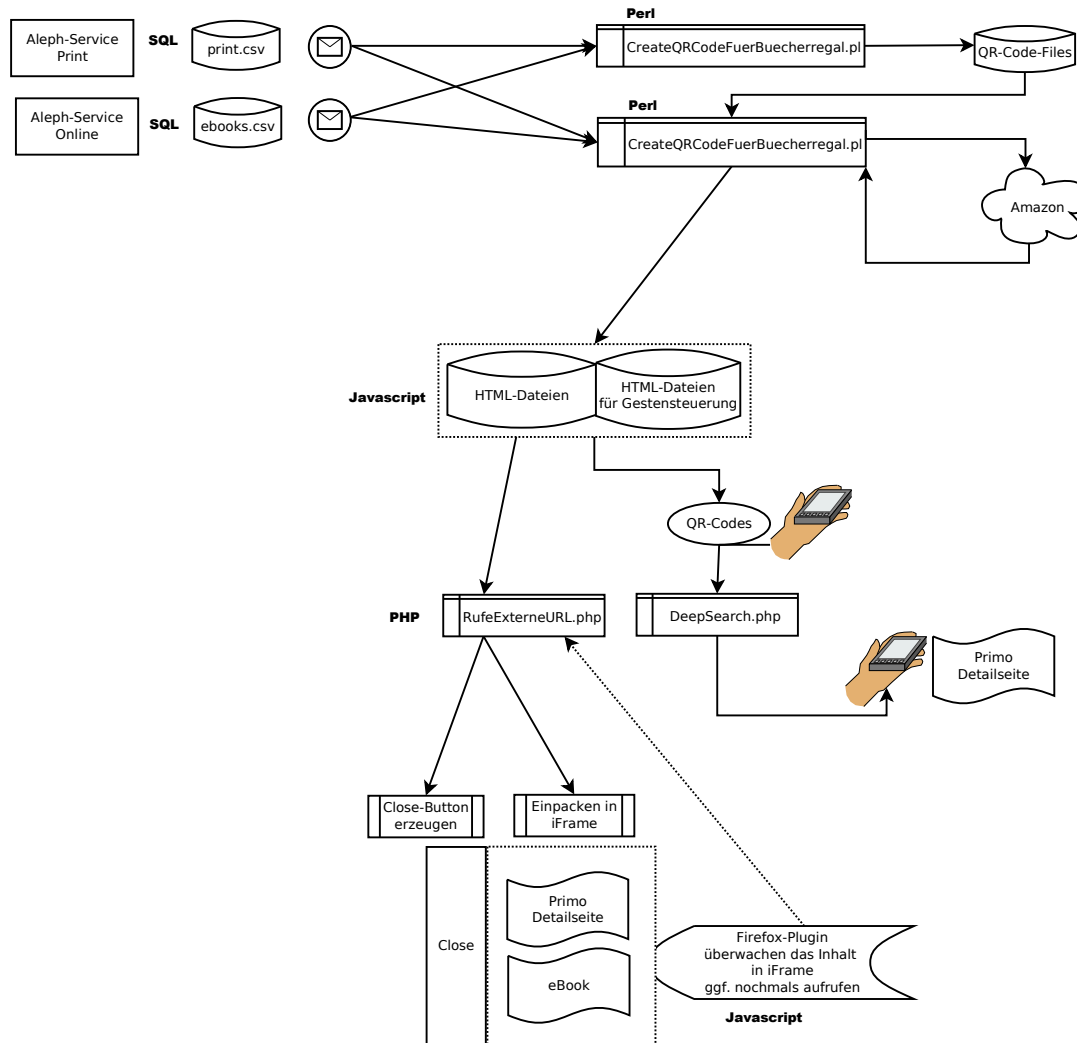 Perl
Aleph-Service
Print
SQL
print.csv
CreateQRCodeFuerBuecherregal.pl
QR-Code-Files
Aleph-Service
Online
SQL
ebooks.csv
Perl
CreateQRCodeFuerBuecherregal.pl
Amazon
Javascript
HTML-Dateien
HTML-Dateien
für Gestensteuerung
QR-Codes
PHP
RufeExterneURL.php
DeepSearch.php
Primo
Detailseite
Close-Button
erzeugen
Einpacken in
iFrame
Close
Primo
Detailseite
eBook
Firefox-Plugin
überwachen das Inhalt
in iFrame
ggf. nochmals aufrufen
Javascript